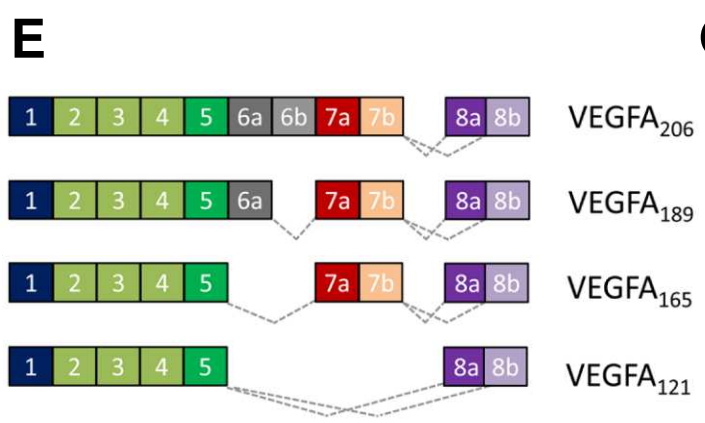 E
1 2 3 4 5 6a 6b 7a 7b 8a 8b VEGFA206
1 2 3 4 5 6a 7a 7b 8a 8b VEGFA189
1 2 3 4 5 7a 7b 8a 8b VEGFA165
1 2 3 4 5 8a 8b VEGFA121